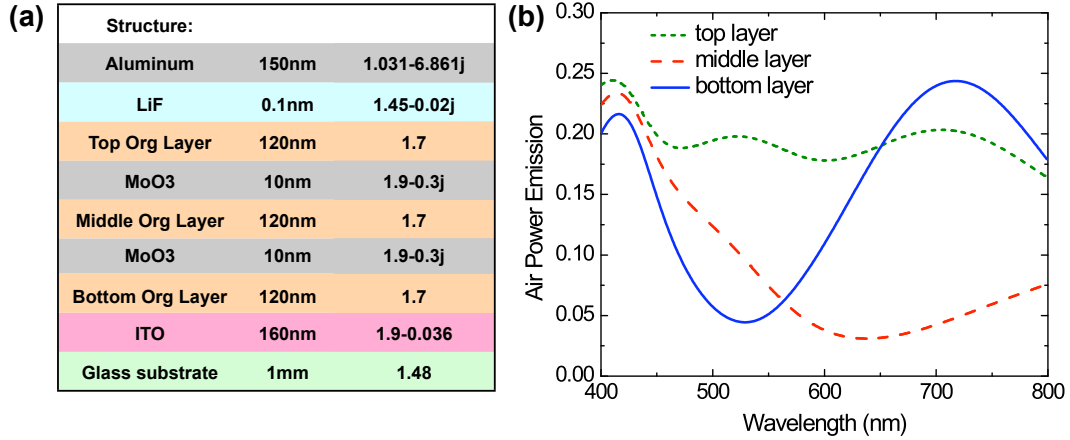 (a)
Structure:
Aluminum 150nm 1.031-6.861j
LiF 0.1nm 1.45-0.02j
Top Org Layer 120nm 1.7
MoO3 10nm 1.9-0.3j
Middle Org Layer 120nm 1.7
MoO3 10nm 1.9-0.3j
Bottom Org Layer 120nm 1.7
ITO 160nm 1.9-0.036
Glass substrate 1mm 1.48
(b)
top layer
middle layer
bottom layer
Air Power Emission
0.30
0.25
0.20
0.15
0.10
0.05
0.00
400 500 600 700 800
Wavelength (nm)